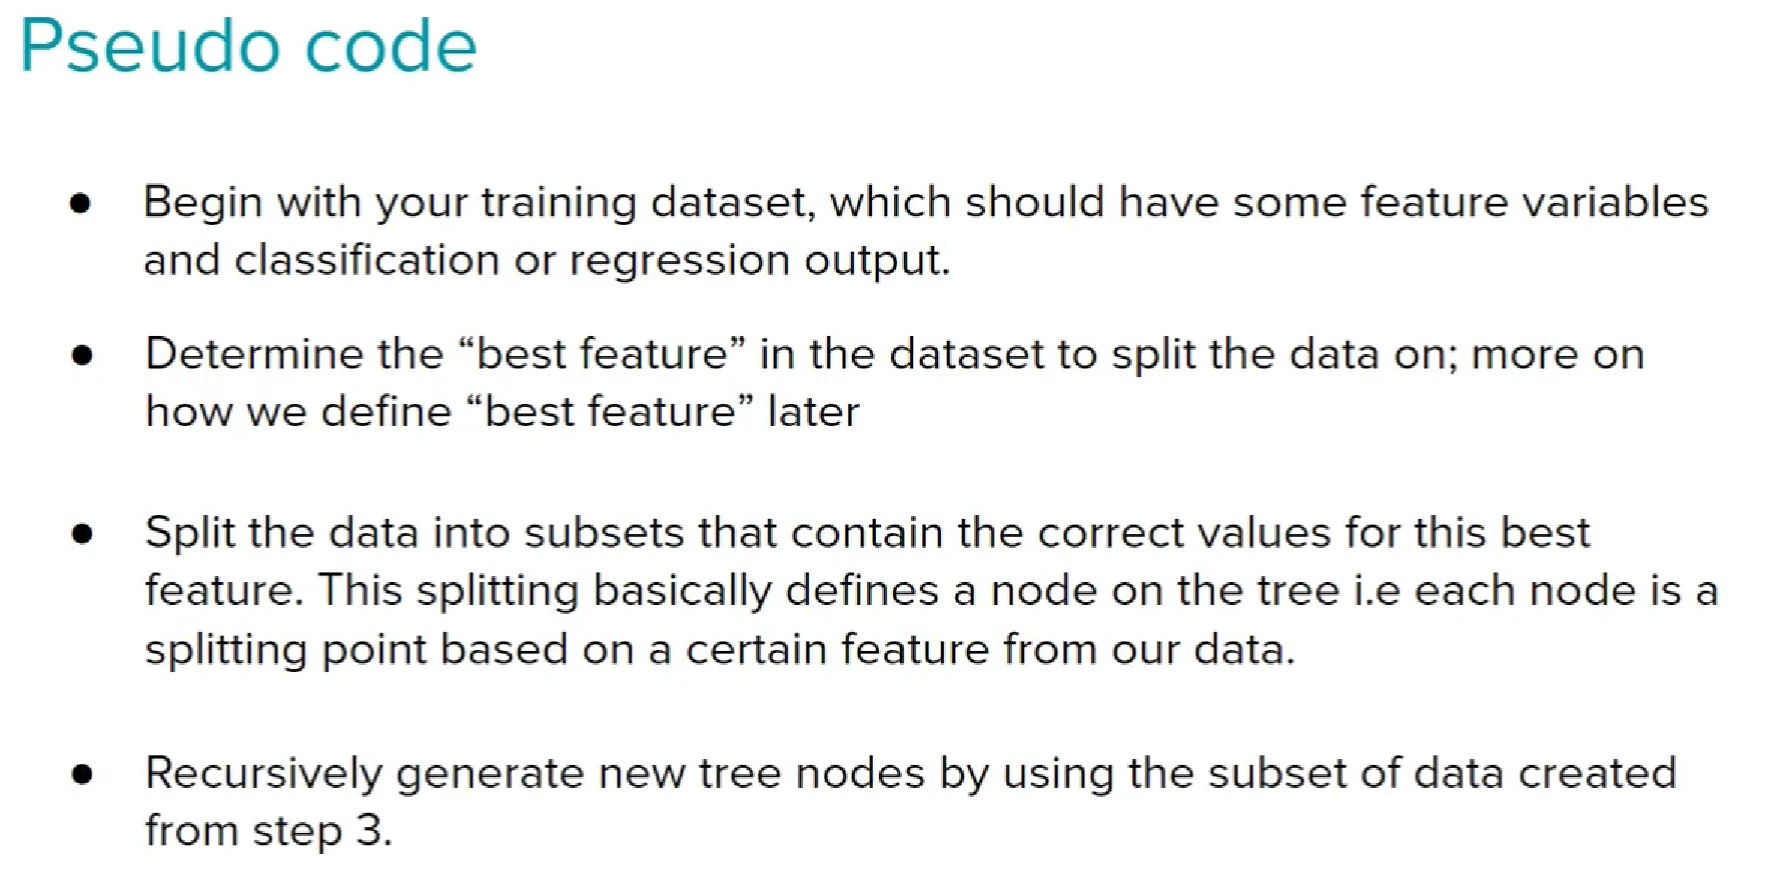 Pseudo code
● Begin with your training dataset, which should have some feature variables
and classification or regression output.
● Determine the “best feature” in the dataset to split the data on; more on
how we define “best feature” later
● Split the data into subsets that contain the correct values for this best
feature. This splitting basically defines a node on the tree i.e each node is a
splitting point based on a certain feature from our data.
● Recursively generate new tree nodes by using the subset of data created
from step 3.